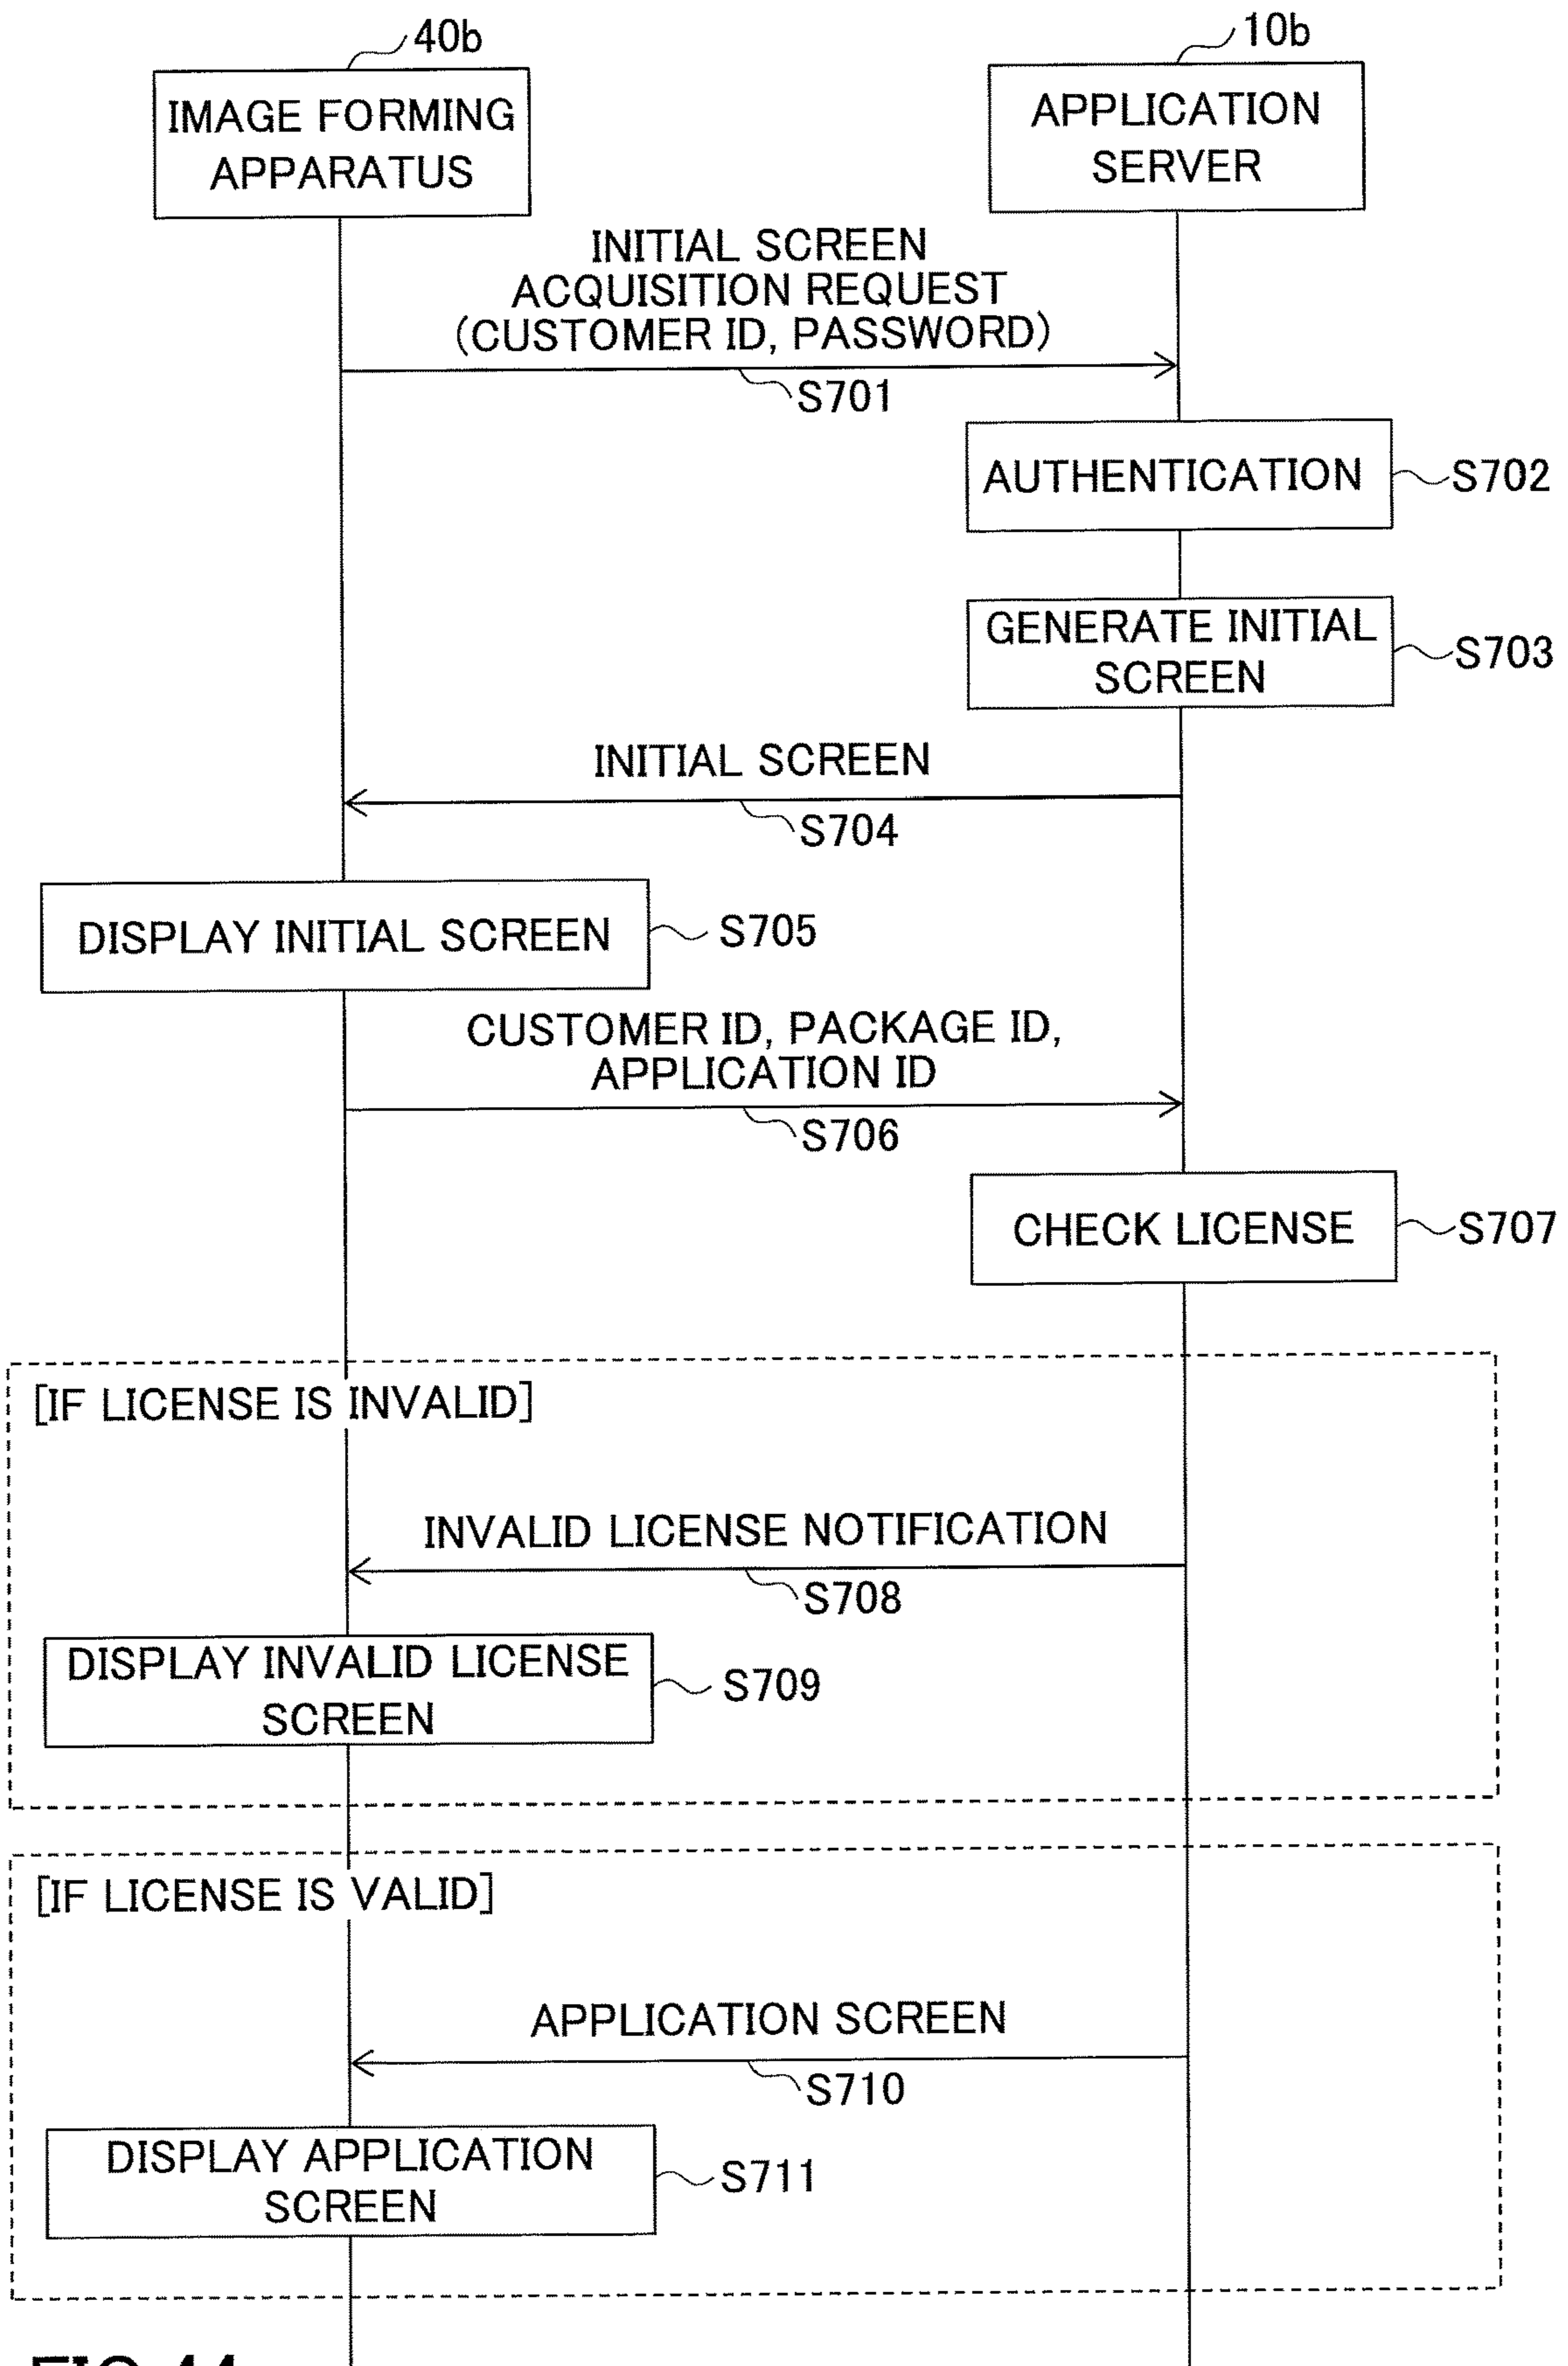 40b
10b
IMAGE FORMING
APPARATUS
APPLICATION
SERVER
INITIAL SCREEN
ACQUISITION REQUEST
(CUSTOMER ID, PASSWORD)
S701
AUTHENTICATION
S702
GENERATE INITIAL
SCREEN
S703
INITIAL SCREEN
S704
DISPLAY INITIAL SCREEN
S705
CUSTOMER ID, PACKAGE ID,
APPLICATION ID
S706
CHECK LICENSE
S707
[IF LICENSE IS INVALID]
INVALID LICENSE NOTIFICATION
S708
DISPLAY INVALID LICENSE
SCREEN
S709
[IF LICENSE IS VALID]
APPLICATION SCREEN
S710
DISPLAY APPLICATION
SCREEN
S711